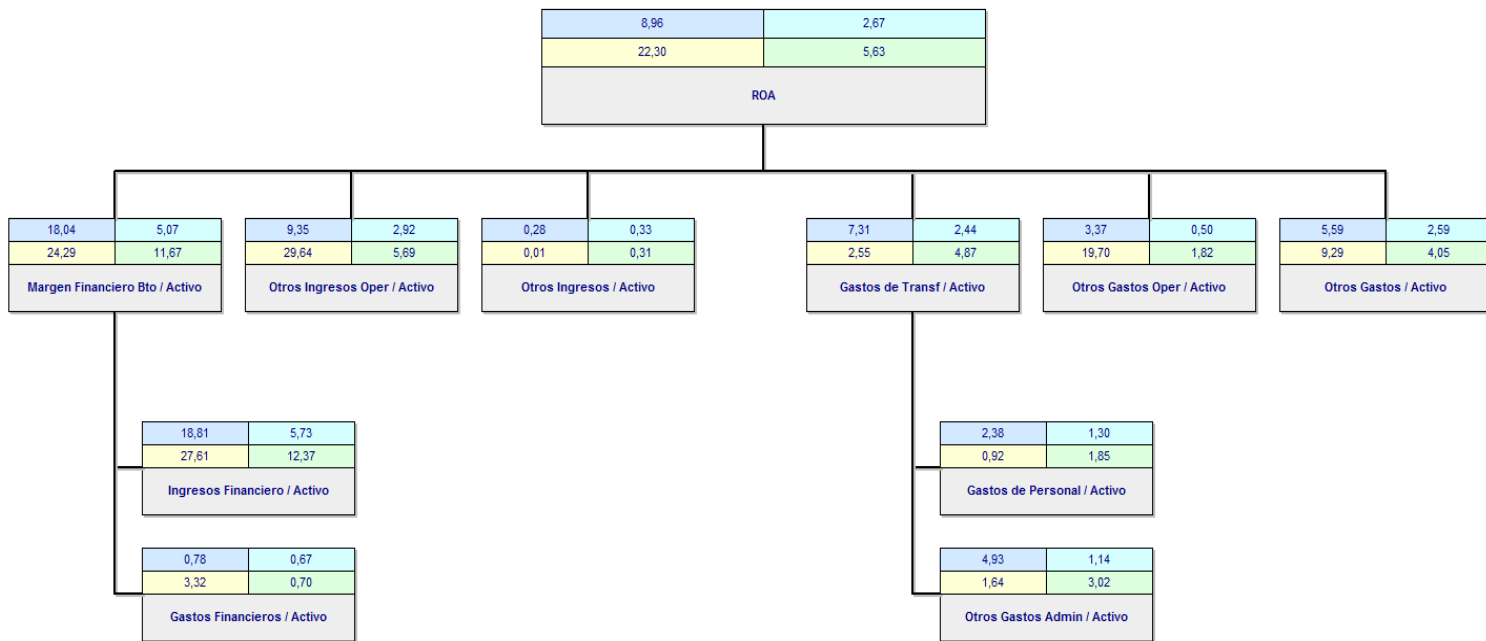 8,96 2,67
22,30 5,63
ROA
18,04 5,07 9,35 2,92 0,28 0,33 7,31 2,44 3,37 0,50 5,59 2,59
24,29 11,67 29,64 5,69 0,01 0,31 2,55 4,87 19,70 1,82 9,29 4,05
Margen Financiero Bto / Activo Otros Ingresos Oper / Activo Otros Ingresos / Activo Gastos de Transf / Activo Otros Gastos Oper / Activo Otros Gastos / Activo
18,81 5,73 2,38 1,30
27,61 12,37 0,92 1,85
Ingresos Financiero / Activo Gastos de Personal / Activo
0,78 0,67 4,93 1,14
3,32 0,70 1,64 3,02
Gastos Financieros / Activo Otros Gastos Admin / Activo